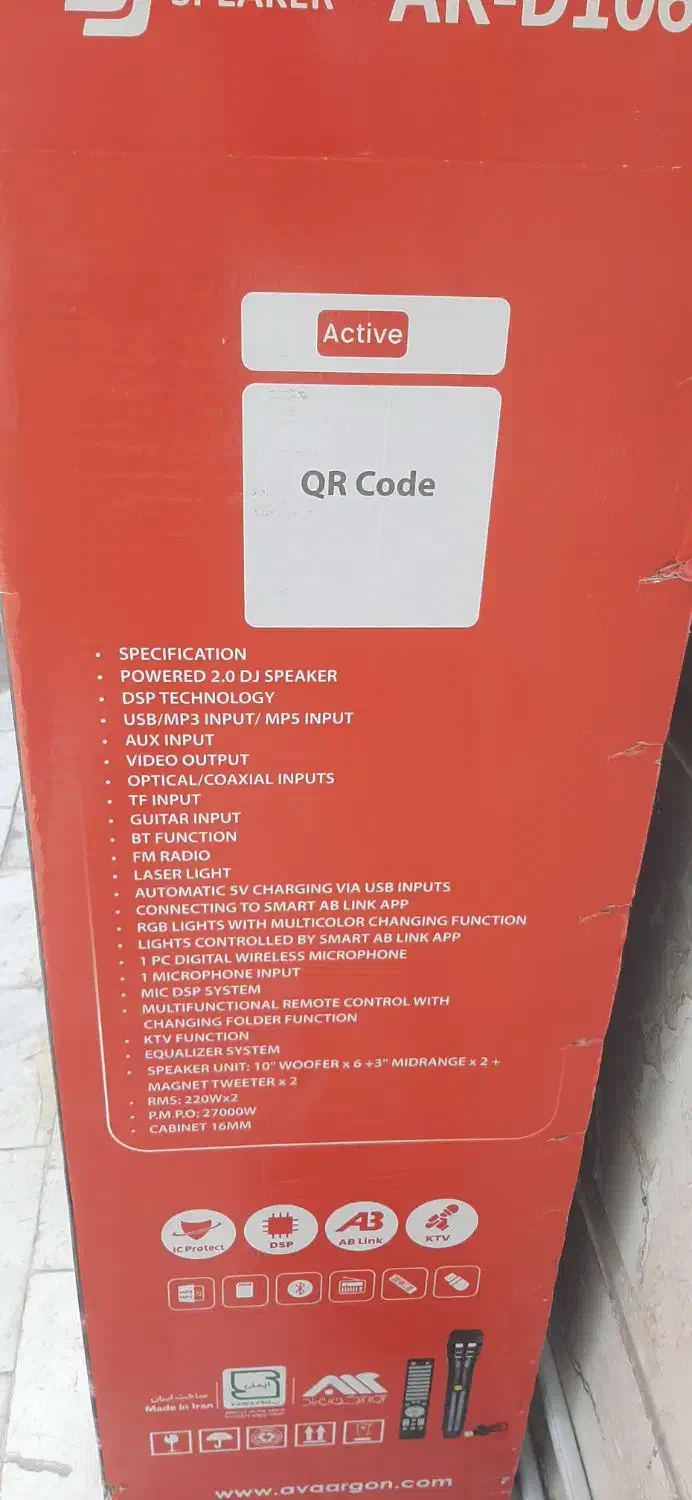 SPEAKER AR-D106
Active
QR Code
• SPECIFICATION
• POWERED 2.0 DJ SPEAKER
• DSP TECHNOLOGY
• USB/MP3 INPUT/ MP5 INPUT
• AUX INPUT
• VIDEO OUTPUT
• OPTICAL/COAXIAL INPUTS
• TF INPUT
• GUITAR INPUT
• BT FUNCTION
• FM RADIO
• LASER LIGHT
• AUTOMATIC 5V CHARGING VIA USB INPUTS
• CONNECTING TO SMART AB LINK APP
• RGB LIGHTS WITH MULTICOLOR CHANGING FUNCTION
• LIGHTS CONTROLLED BY SMART AB LINK APP
• 1 PC DIGITAL WIRELESS MICROPHONE
• 1 MICROPHONE INPUT
• MIC DSP SYSTEM
• MULTIFUNCTIONAL REMOTE CONTROL WITH
CHANGING FOLDER FUNCTION
• KTV FUNCTION
• EQUALIZER SYSTEM
• SPEAKER UNIT: 10" WOOFER x 6 +3" MIDRANGE x 2 +
MAGNET TWEETER x 2
• RMS: 220Wx2
• P.M.P.O: 27000W
• CABINET 16MM
IC Protect DSP AB Link KTV
ساخت ایران
Made in Iran
www.avaargon.com